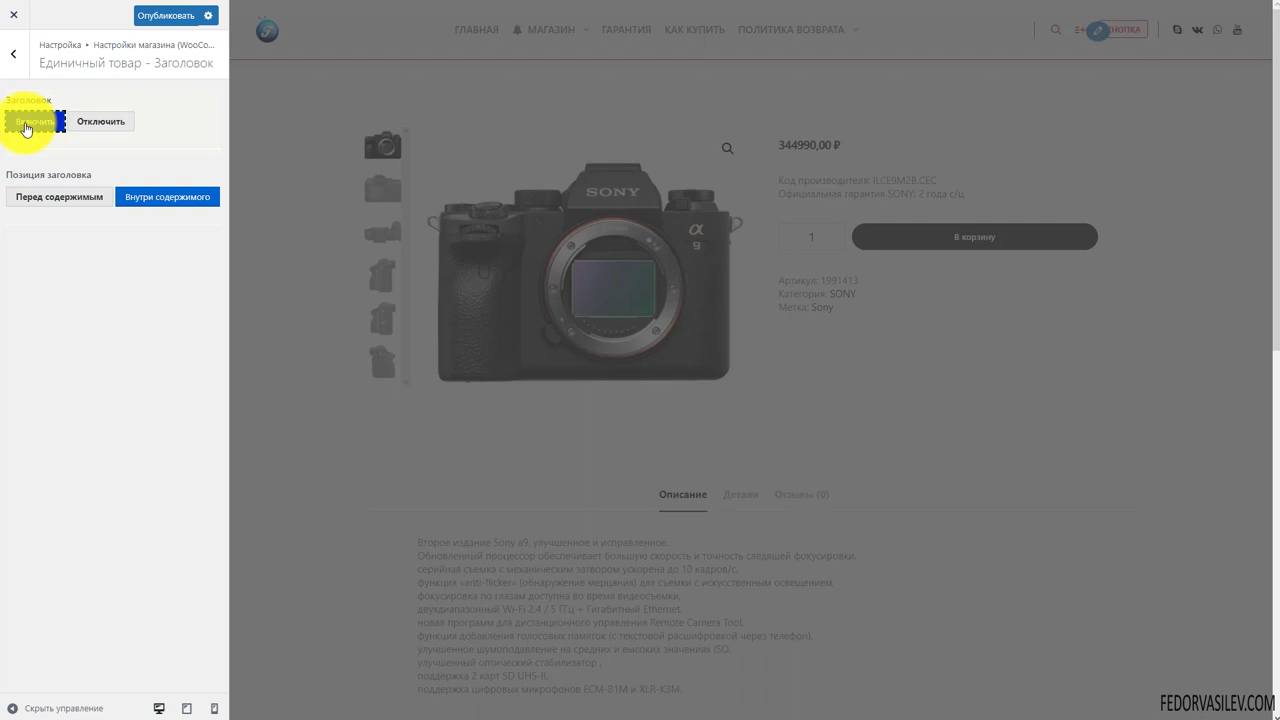 Опубликовать
Настройка ▸ Настройки магазина (WooCo...
Единичный товар - Заголовок
Заголовок
Включить
Отключить
Позиция заголовка
Перед содержимым
Внутри содержимого
Скрыть управление
ГЛАВНАЯ
МАГАЗИН
ГАРАНТИЯ
КАК КУПИТЬ
ПОЛИТИКА ВОЗВРАТА
SONY
α
9
344990,00 ₽
Код производителя: ILCE9M2B.CEC
Официальная гарантия SONY: 2 года с/ц
1
В корзину
Артикул: 1991413
Категория: SONY
Метка: Sony
Описание
Детали
Отзывы (0)
Второе издание Sony a9, улучшенное и исправленное.
Обновленный процессор обеспечивает большую скорость и точность следящей фокусировки,
серийная съемка с механическим затвором ускорена до 10 кадров/с,
функция «anti-flicker» (обнаружение мерцания) для съемки с искусственным освещением,
фокусировка по глазам доступна во время видеосъемки,
двухдиапазонный Wi-Fi 2.4 / 5 ГГц + Гигабитный Ethernet.
новая программ для дистанционного управления Remote Camera Tool,
функция добавления голосовых памяток (с текстовой расшифровкой через телефон),
улучшенное шумоподавление на средних и высоких значениях ISO,
улучшенный оптический стабилизатор ,
поддержка 2 карт SD UHS-II,
поддержка цифровых микрофонов ECM-B1M и XLR-K3M.
FEDORVASILEV.COM